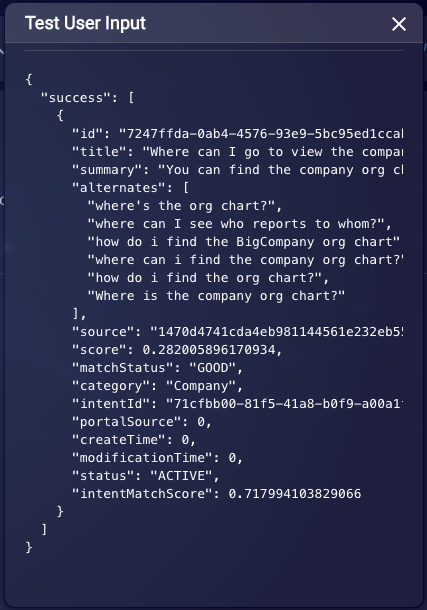 Test User Input
{
"success": [
{
"id": "7247ffda-0ab4-4576-93e9-5bc95ed1cca
"title": "Where can I go to view the compa
"summary": "You can find the company org c
"alternates": [
"where's the org chart?",
"where can I see who reports to whom?",
"how do i find the BigCompany org chart"
"where can i find the company org chart?"
"how do i find the org chart?",
"Where is the company org chart?"
],
"source": "1470d4741cda4eb981144561e232eb5
"score": 0.282005896170934,
"matchStatus": "GOOD",
"category": "Company",
"intentId": "71cfbb00-81f5-41a8-b0f9-a00a1
"portalSource": 0,
"createTime": 0,
"modificationTime": 0,
"status": "ACTIVE",
"intentMatchScore": 0.717994103829066
}
]
}